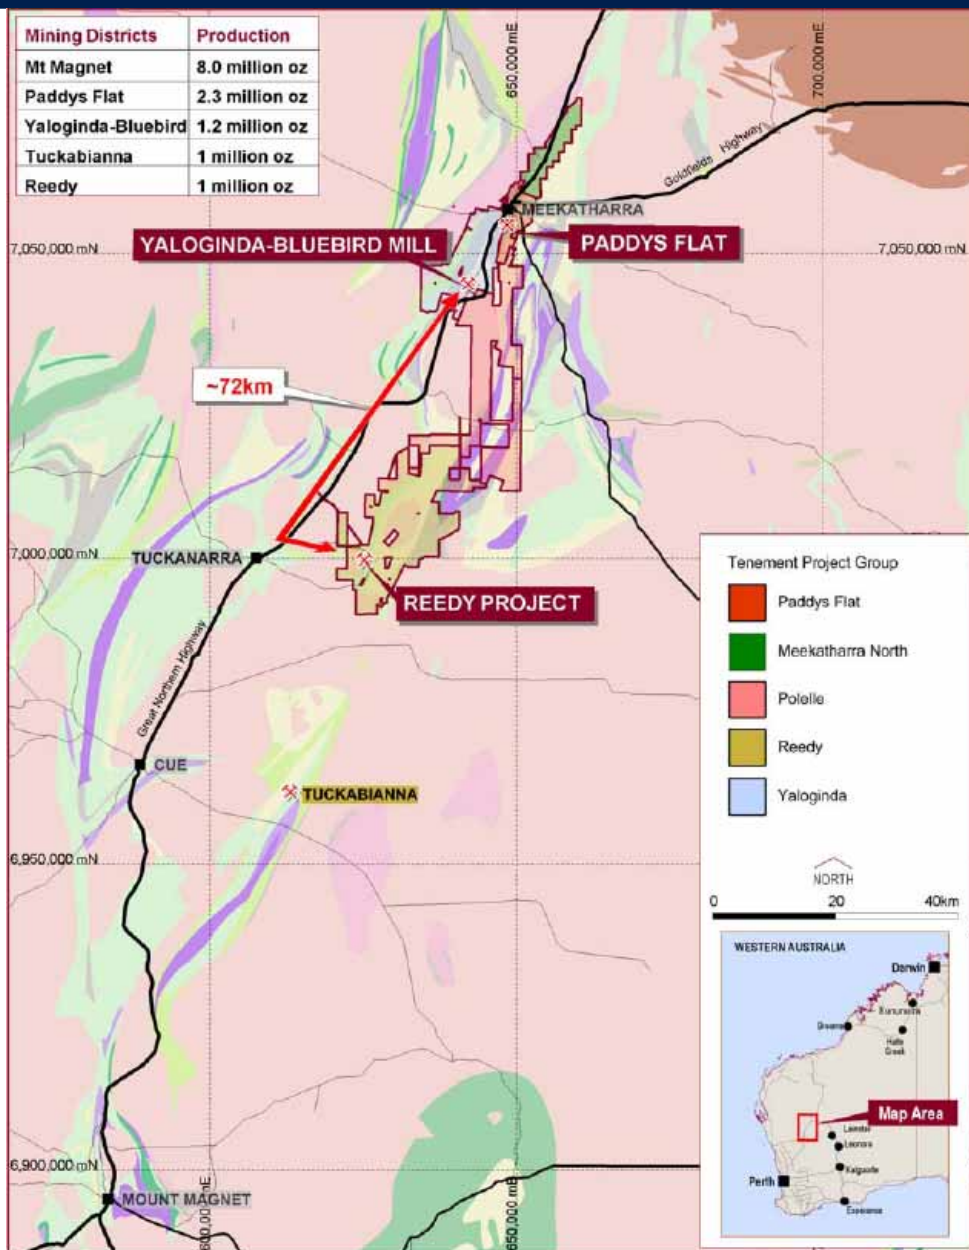 Mining Districts Production
Mt Magnet 8.0 million oz
Paddys Flat 2.3 million oz
Yaloginda-Bluebird 1.2 million oz
Tuckabianna 1 million oz
Reedy 1 million oz
650,000 mE
700,000 mE
Goldfields Highway
MEEKATHARRA
7,050,000 mN
YALOGINDA-BLUEBIRD MILL
PADDYS FLAT
7,050,000 mN
~72km
TUCKANARRA
7,000,000 mN
7,000,000 mN
REEDY PROJECT
Great Northern Highway
CUE
TUCKABIANNA
6,950,000 mN
6,900,000 mN
MOUNT MAGNET
600,000 mE
650,000 mE
Tenement Project Group
Paddys Flat
Meekatharra North
Polelle
Reedy
Yaloginda
NORTH
0 20 40km
WESTERN AUSTRALIA
Darwin
Kununurra
Broome
Halls
Creek
Map Area
Leinster
Leonora
Kalgoorlie
Perth
Esperance